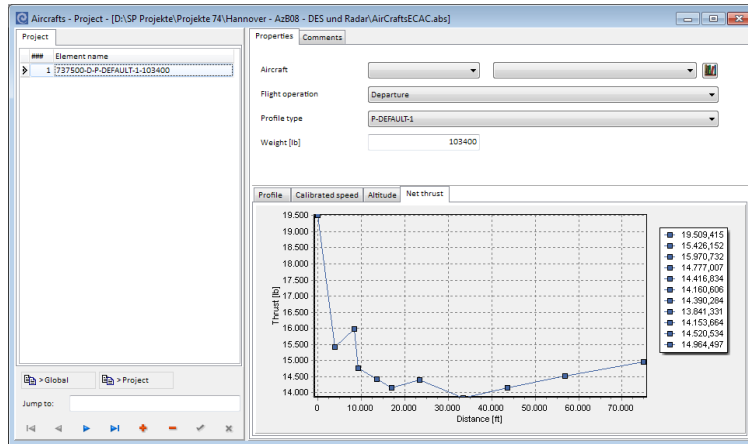 Aircrafts - Project - [D:\SP Projekte\Projekte 74\Hannover - AzB08 - DES und Radar\AirCraftsECAC.abs]
Project
### Element name
1 737500-D-P-DEFAULT-1-103400
> Global > Project
Jump to:
Properties Comments
Aircraft
Flight operation Departure
Profile type P-DEFAULT-1
Weight [lb] 103400
Profile Calibrated speed Altitude Net thrust
Thrust [lb]
19.500
19.000
18.500
18.000
17.500
17.000
16.500
16.000
15.500
15.000
14.500
14.000
0 10.000 20.000 30.000 40.000 50.000 60.000 70.000
Distance [ft]
19.509,415
15.426,152
15.970,732
14.777,007
14.416,834
14.160,606
14.390,284
13.841,331
14.153,664
14.520,534
14.964,497